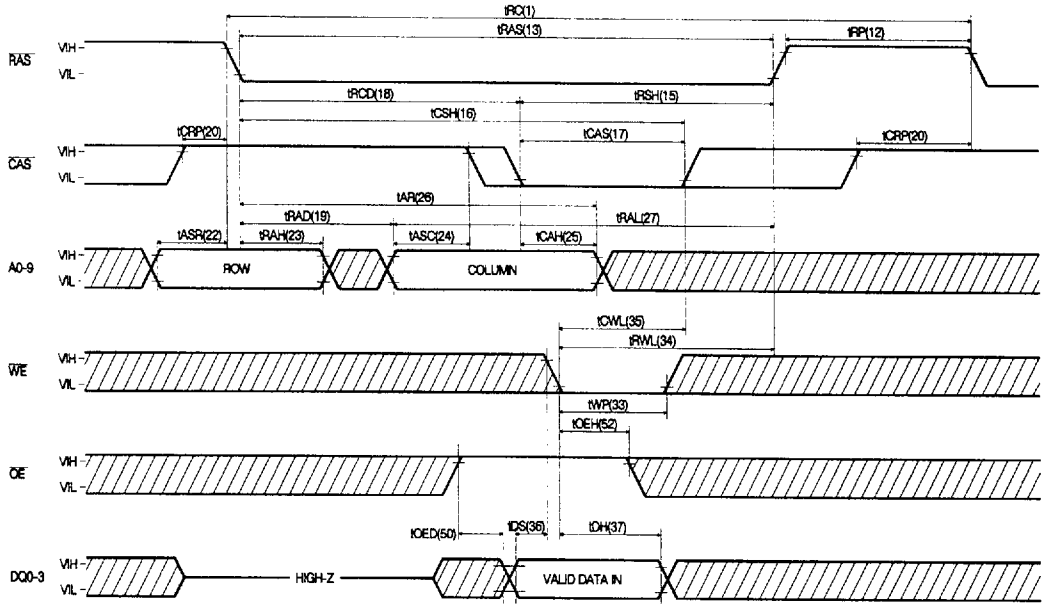 tRC(1)
tRAS(13)
tRP(12)
RAS
VIH
VIL
tRCD(18)
tRSH(15)
tCSH(16)
tCRP(20)
tCAS(17)
tCRP(20)
CAS
VIH
VIL
tAR(26)
tRAD(19)
tRAL(27)
tASR(22)
tRAH(23)
tASC(24)
tCAH(25)
A0-9
VIH
VIL
ROW
COLUMN
tCWL(35)
tRWL(34)
WE
VIH
VIL
tWP(33)
tOEH(52)
OE
VIH
VIL
tOED(50)
tDS(36)
tDH(37)
DQ0-3
VIH
VIL
HIGH-Z
VALID DATA IN